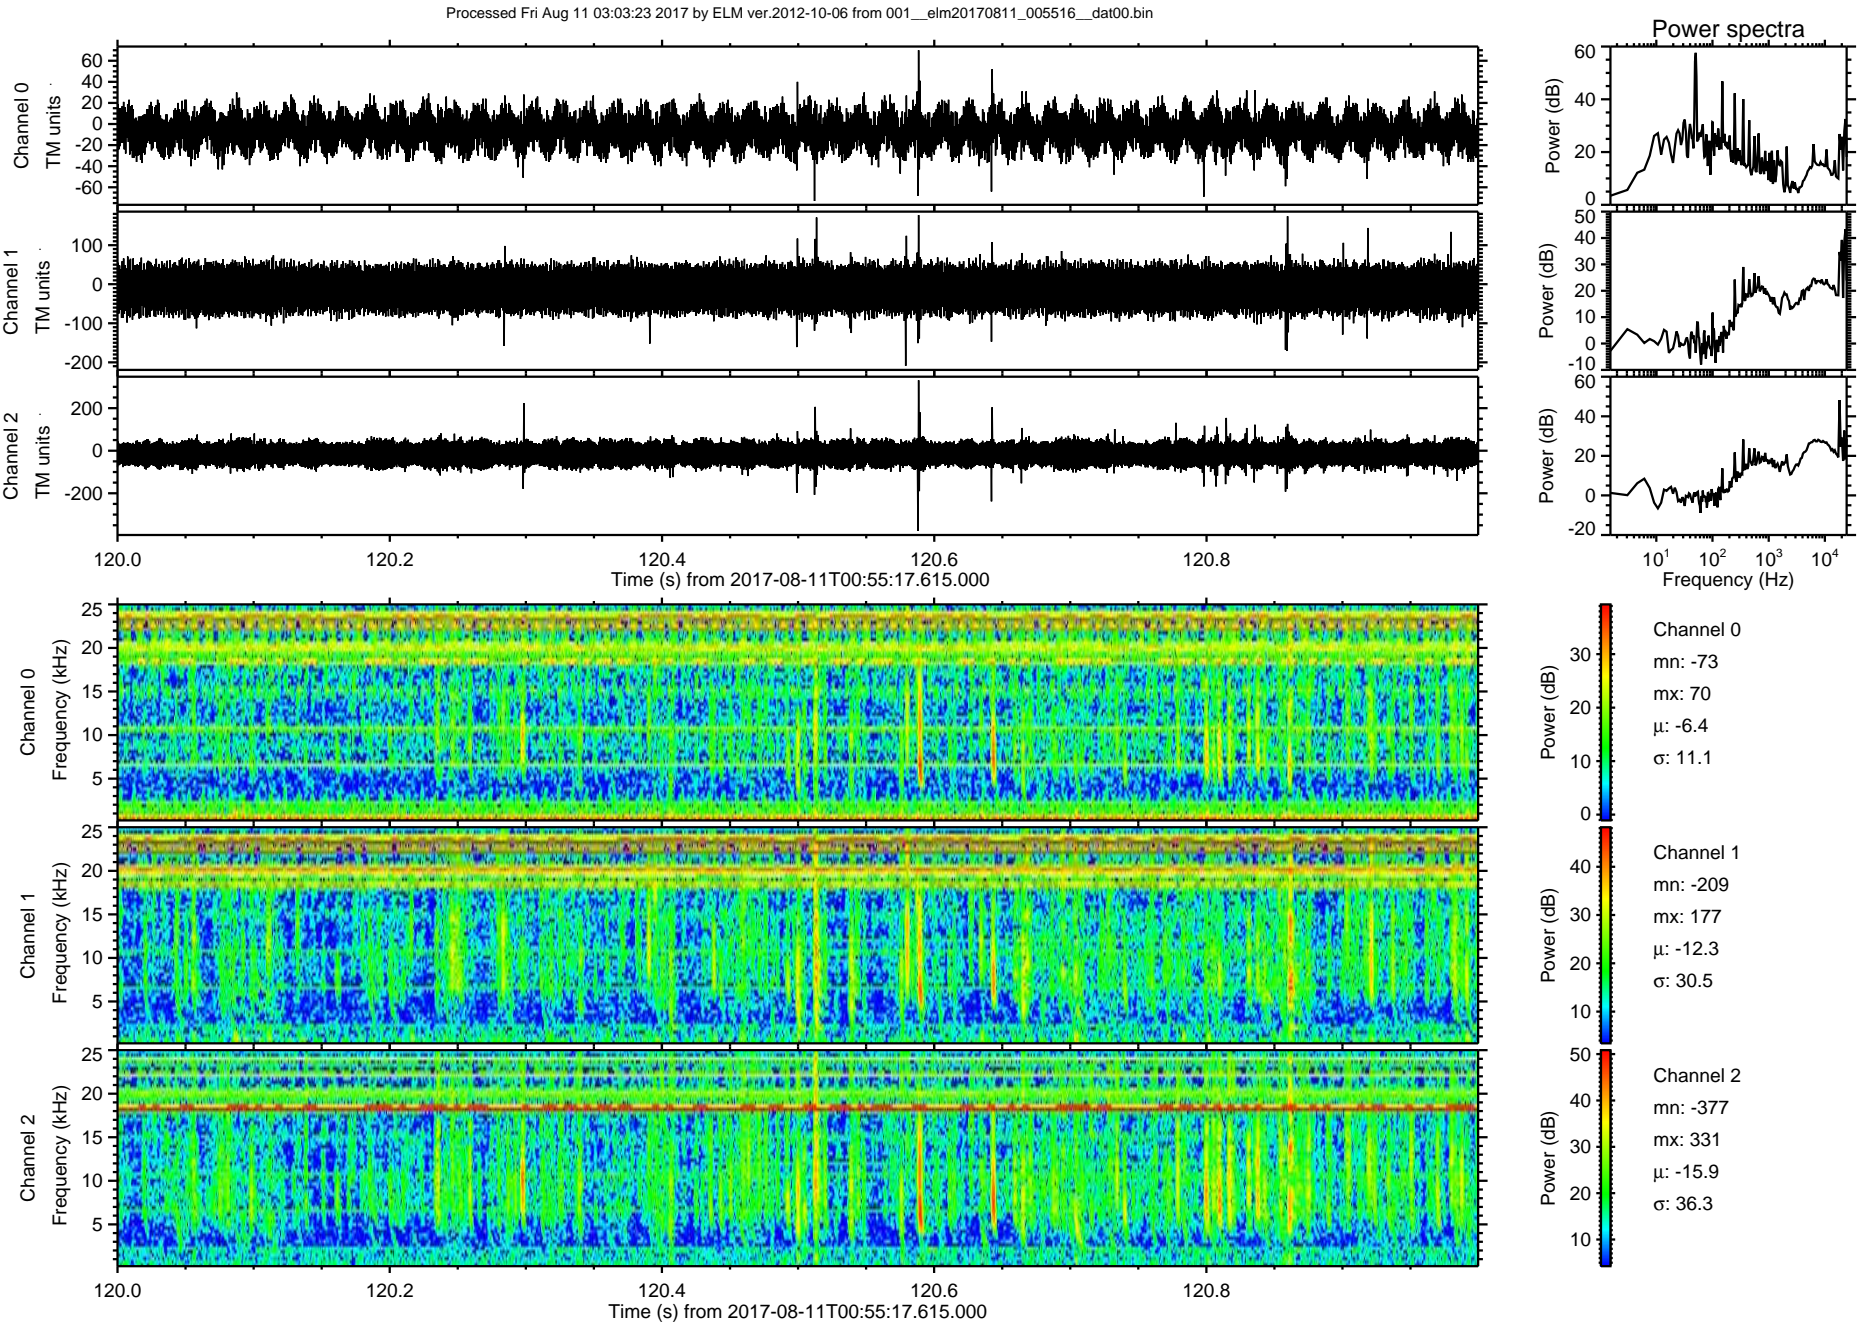 Processed Fri Aug 11 03:03:23 2017 by ELM ver.2012-10-06 from 001__elm20170811_005516__dat00.bin
Power spectra
Channel 0
TM units
60
40
20
0
-20
-40
-60
Power (dB)
60
40
20
0
Channel 1
TM units
100
0
-100
-200
Power (dB)
50
40
30
20
10
0
-10
Channel 2
TM units
200
0
-200
Power (dB)
60
40
20
0
-20
120.0 120.2 120.4 120.6 120.8
Time (s) from 2017-08-11T00:55:17.615.000
10^1 10^2 10^3 10^4
Frequency (Hz)
Channel 0
Frequency (kHz)
25
20
15
10
5
Power (dB)
30
20
10
0
Channel 0
mn: -73
mx: 70
μ: -6.4
σ: 11.1
Channel 1
Frequency (kHz)
25
20
15
10
5
Power (dB)
40
30
20
10
Channel 1
mn: -209
mx: 177
μ: -12.3
σ: 30.5
Channel 2
Frequency (kHz)
25
20
15
10
5
Power (dB)
50
40
30
20
10
Channel 2
mn: -377
mx: 331
μ: -15.9
σ: 36.3
120.0 120.2 120.4 120.6 120.8
Time (s) from 2017-08-11T00:55:17.615.000